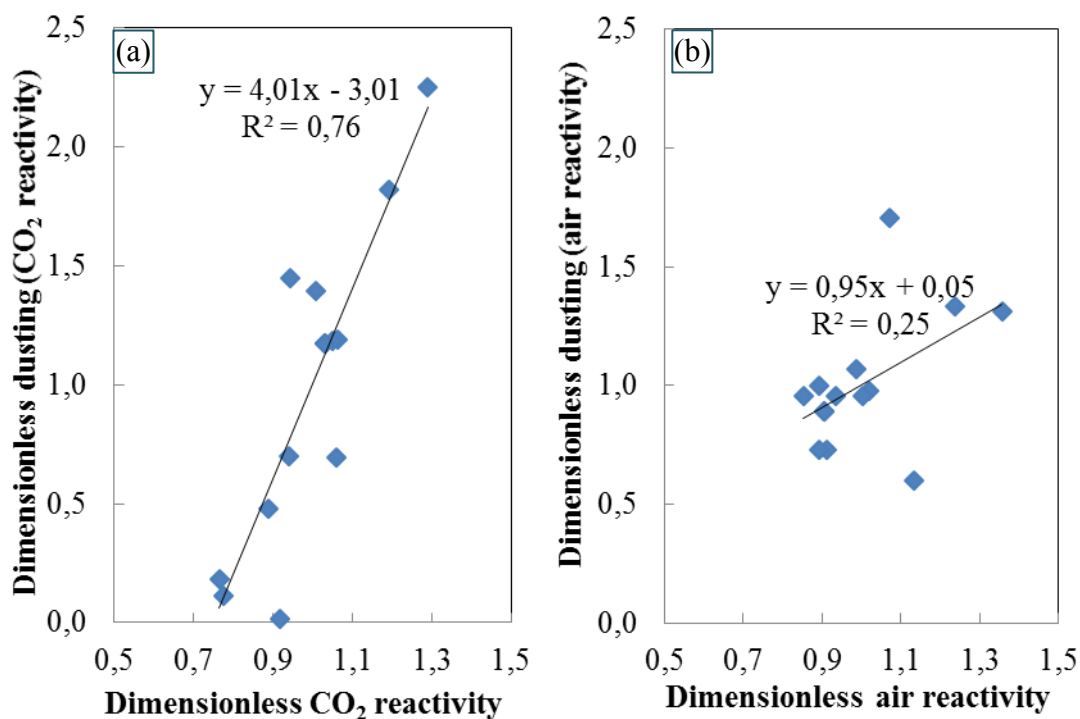 (a)
Dimensionless dusting (CO₂ reactivity)
2,5
2,0
1,5
1,0
0,5
0,0
y = 4,01x - 3,01
R² = 0,76
0,5 0,7 0,9 1,1 1,3 1,5
Dimensionless CO₂ reactivity
(b)
Dimensionless dusting (air reactivity)
2,5
2,0
1,5
1,0
0,5
0,0
y = 0,95x + 0,05
R² = 0,25
0,5 0,7 0,9 1,1 1,3 1,5
Dimensionless air reactivity